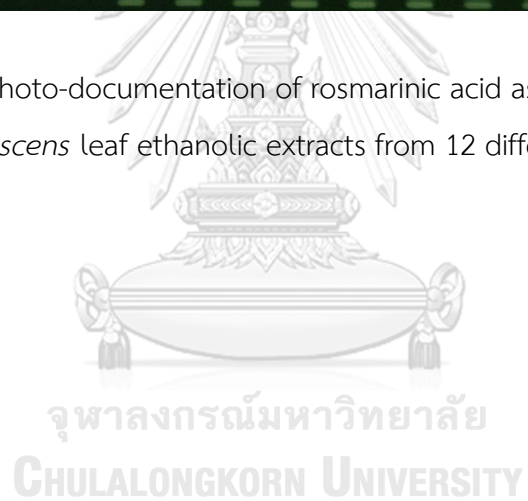 hoto-documentation of rosmarinic acid as
scens leaf ethanolic extracts from 12 diffe
จุฬาลงกรณ์มหาวิทยาลัย
CHULALONGKORN UNIVERSITY